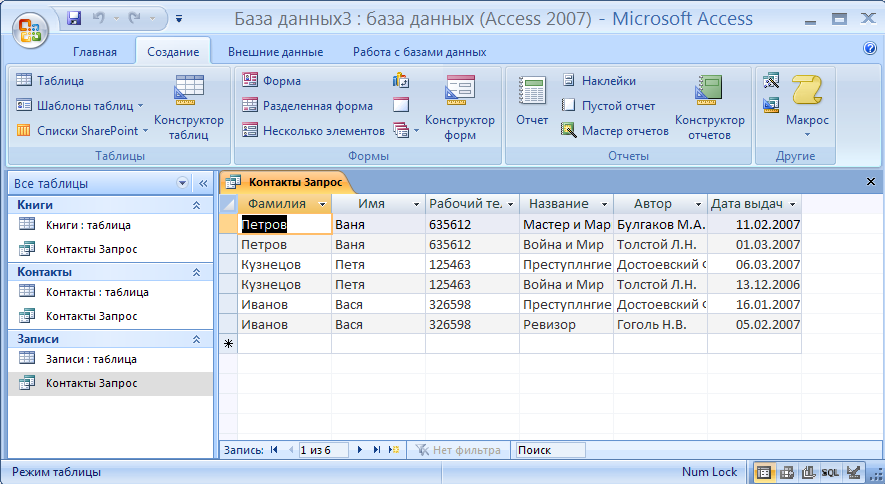 База данных3 : база данных (Access 2007) - Microsoft Access
Главная Создание Внешние данные Работа с базами данных
Таблица
Шаблоны таблиц
Списки SharePoint
Конструктор таблиц
Таблицы
Форма
Разделенная форма
Несколько элементов
Конструктор форм
Формы
Отчет
Наклейки
Пустой отчет
Мастер отчетов
Конструктор отчетов
Отчеты
Макрос
Другие
Все таблицы
Книги
Книги : таблица
Контакты Запрос
Контакты
Контакты : таблица
Контакты Запрос
Записи
Записи : таблица
Контакты Запрос
Контакты Запрос
Фамилия Имя Рабочий те. Название Автор Дата выдач
Петров Ваня 635612 Мастер и Мар Булгаков М.А. 11.02.2007
Петров Ваня 635612 Война и Мир Толстой Л.Н. 01.03.2007
Кузнецов Петя 125463 Преступлнгие Достоевский Ф 06.03.2007
Кузнецов Петя 125463 Война и Мир Толстой Л.Н. 13.12.2006
Иванов Вася 326598 Преступлнгие Достоевский Ф 16.01.2007
Иванов Вася 326598 Ревизор Гоголь Н.В. 05.02.2007
Запись: 1 из 6 Нет фильтра Поиск
Режим таблицы Num Lock SQL